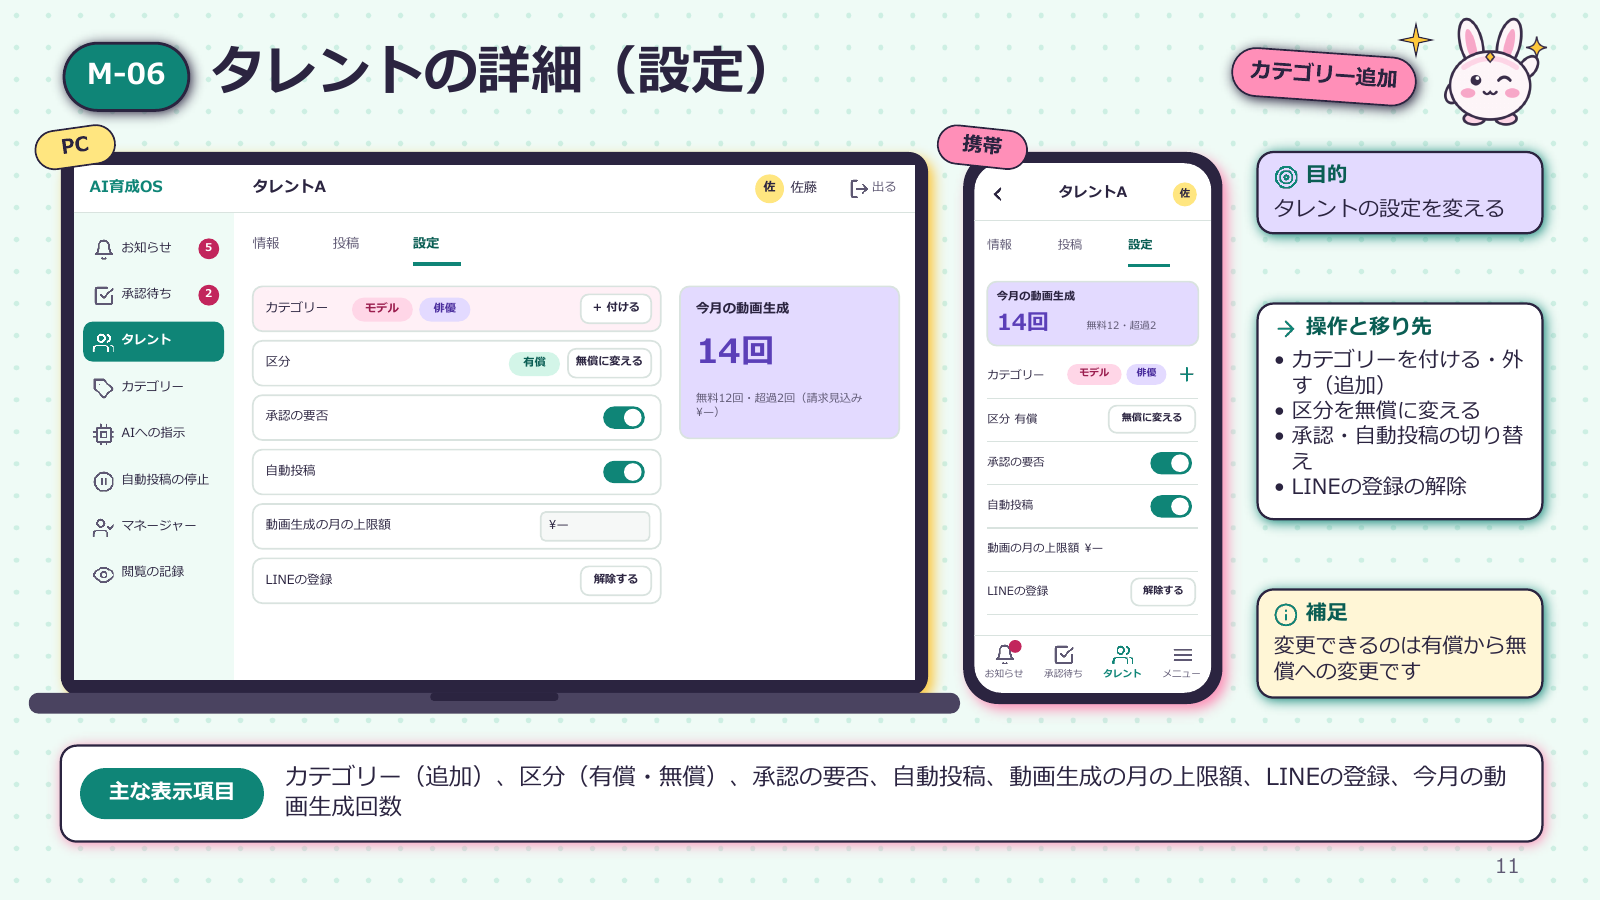 M-06
タレントの詳細（設定）
カテゴリー追加
PC
AI育成OS
タレントA
佐
佐藤
出る
お知らせ
5
承認待ち
2
タレント
カテゴリー
AIへの指示
自動投稿の停止
マネージャー
閲覧の記録
情報
投稿
設定
カテゴリー
モデル
俳優
+ 付ける
区分
有償
無償に変える
承認の要否
自動投稿
動画生成の月の上限額
¥—
LINEの登録
解除する
今月の動画生成
14回
無料12回・超過2回（請求見込み
¥—）
携帯
タレントA
佐
情報
投稿
設定
今月の動画生成
14回
無料12・超過2
カテゴリー
モデル
俳優
区分 有償
無償に変える
承認の要否
自動投稿
動画の月の上限額 ¥—
LINEの登録
解除する
お知らせ
承認待ち
タレント
メニュー
目的
タレントの設定を変える
操作と移り先
• カテゴリーを付ける・外
す（追加）
• 区分を無償に変える
• 承認・自動投稿の切り替
え
• LINEの登録の解除
補足
変更できるのは有償から無
償への変更です
主な表示項目
カテゴリー（追加）、区分（有償・無償）、承認の要否、自動投稿、動画生成の月の上限額、LINEの登録、今月の動
画生成回数
11